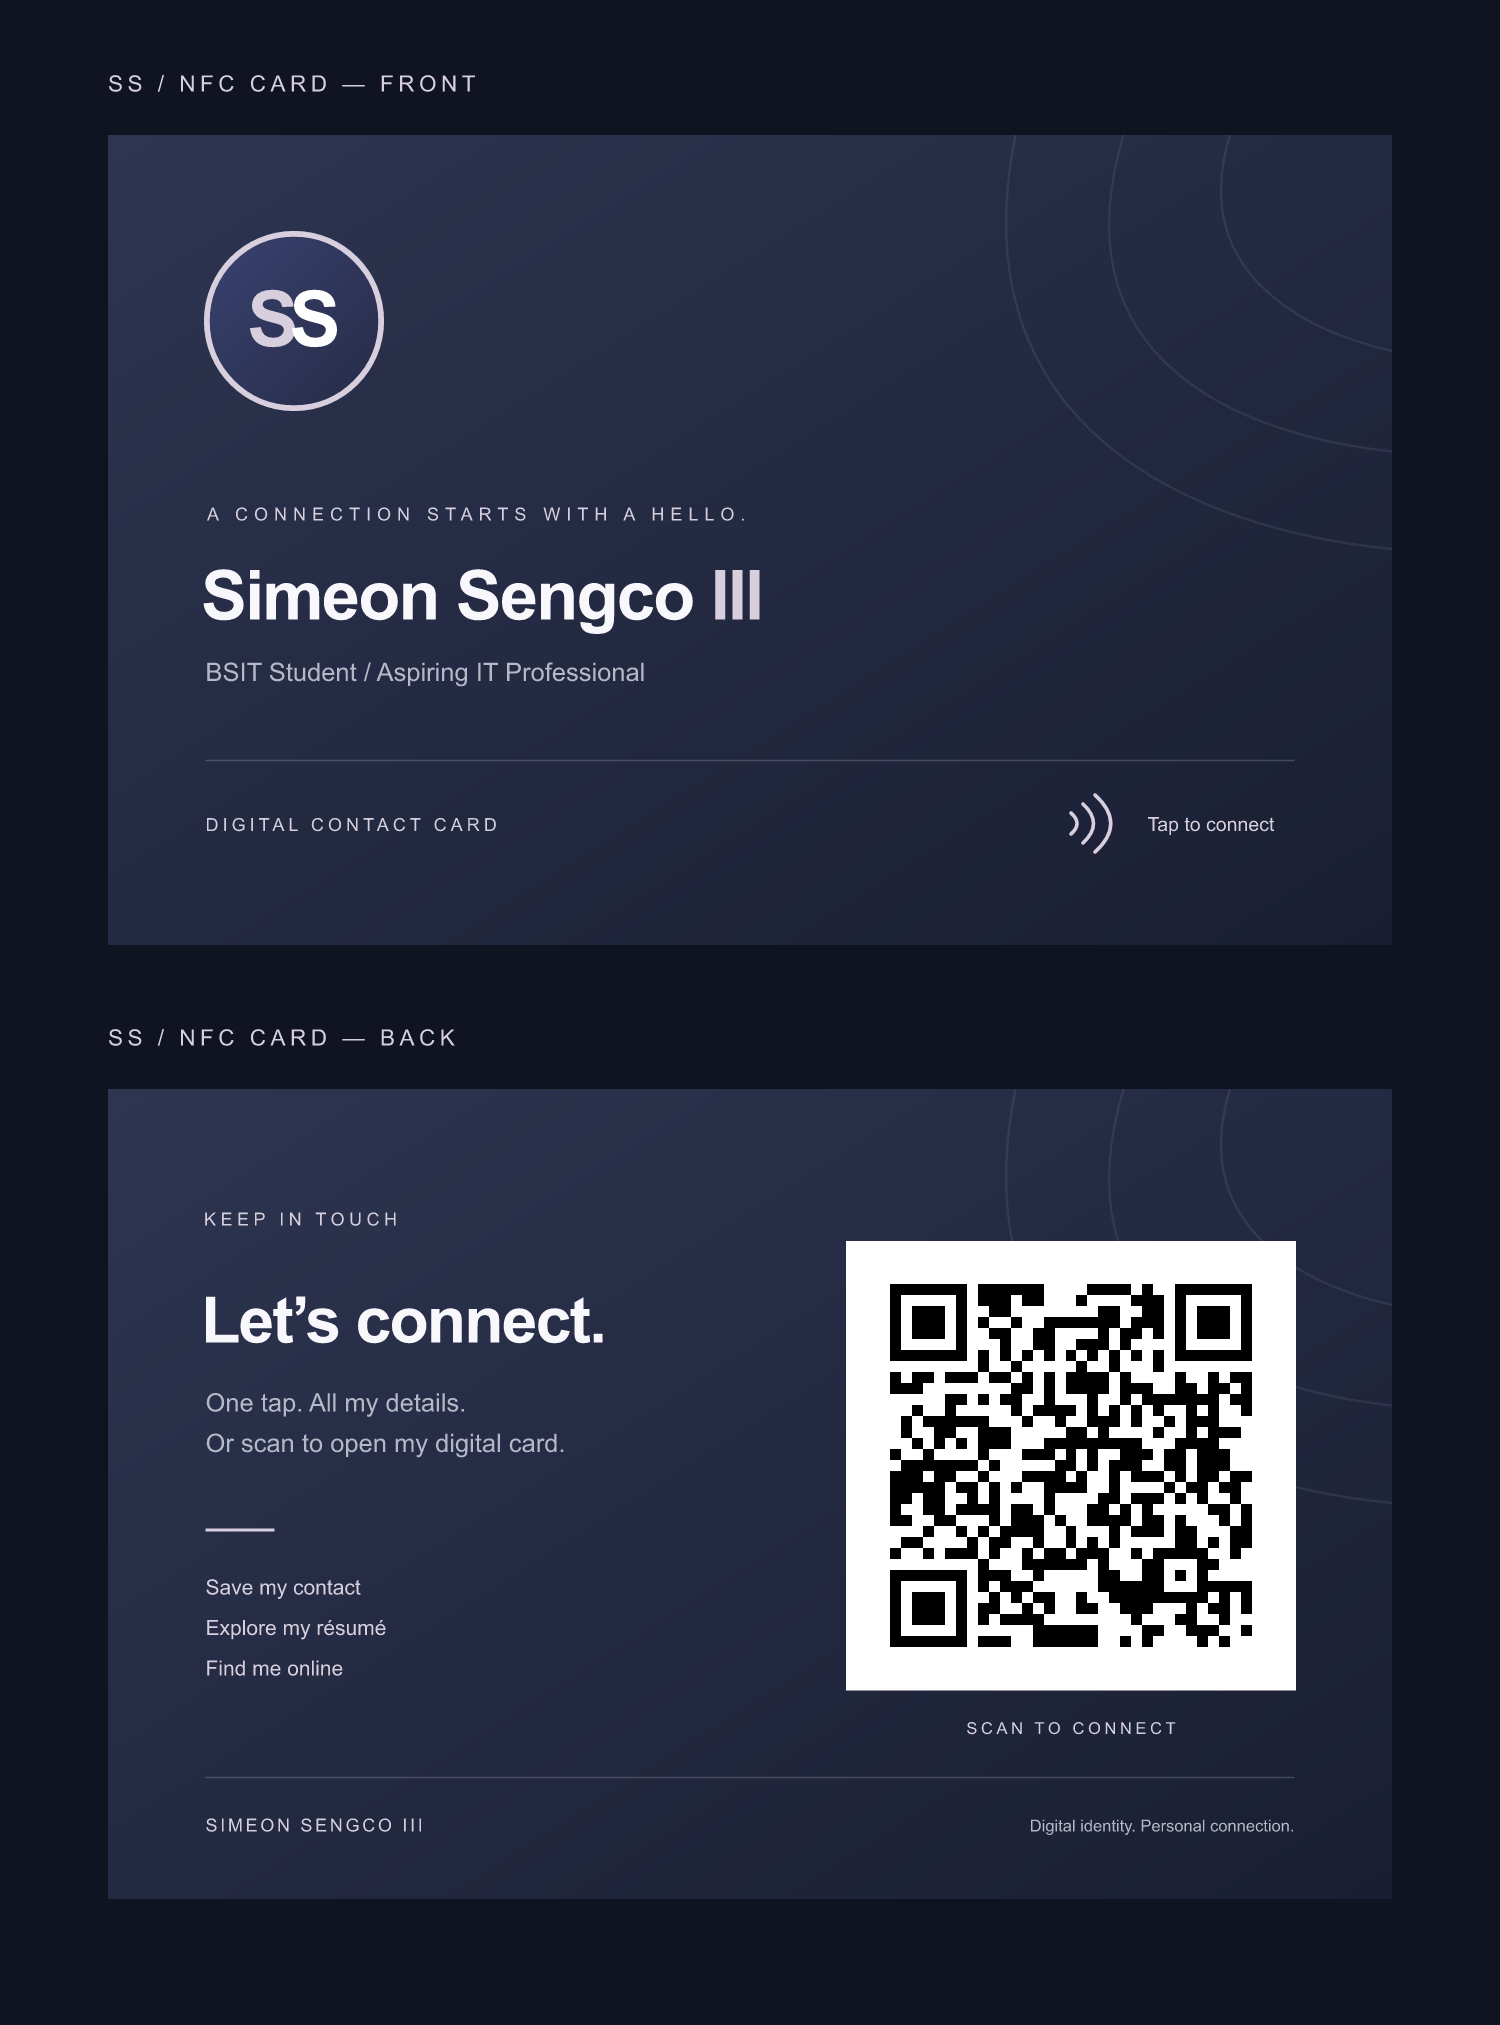 SS / NFC CARD — FRONT
SS
A CONNECTION STARTS WITH A HELLO.
Simeon Sengco III
BSIT Student / Aspiring IT Professional
DIGITAL CONTACT CARD
Tap to connect
SS / NFC CARD — BACK
KEEP IN TOUCH
Let’s connect.
One tap. All my details.
Or scan to open my digital card.
Save my contact
Explore my résumé
Find me online
SCAN TO CONNECT
SIMEON SENGCO III
Digital identity. Personal connection.